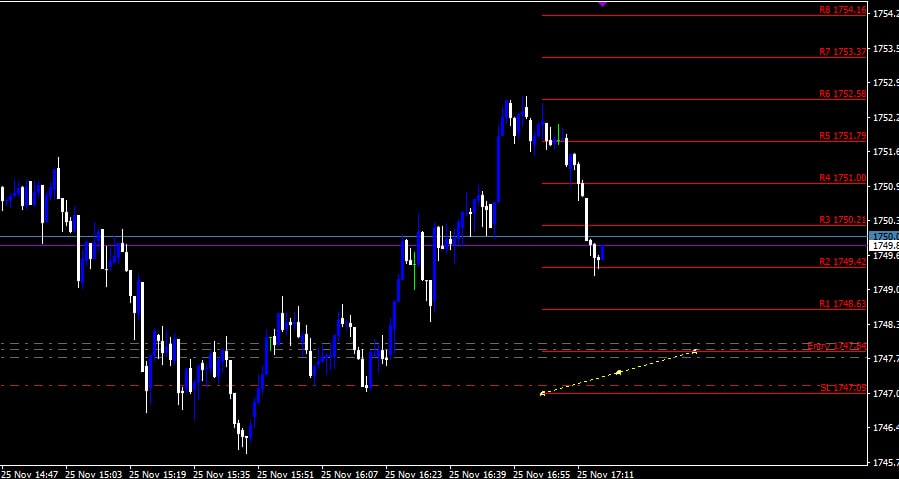 R8 1754.16
1754.2
R7 1753.37
1753.5
R6 1752.58
1752.9
1752.2
R5 1751.79
1751.6
R4 1751.00
1750.9
R3 1750.21
1750.3
1750.0
1749.8
R2 1749.42
1749.6
R1 1748.63
1749.0
1748.3
Entry 1747.84
1747.7
SL 1747.05
1747.0
1746.4
1745.7
25 Nov 14:47 25 Nov 15:03 25 Nov 15:19 25 Nov 15:35 25 Nov 15:51 25 Nov 16:07 25 Nov 16:23 25 Nov 16:39 25 Nov 16:55 25 Nov 17:11